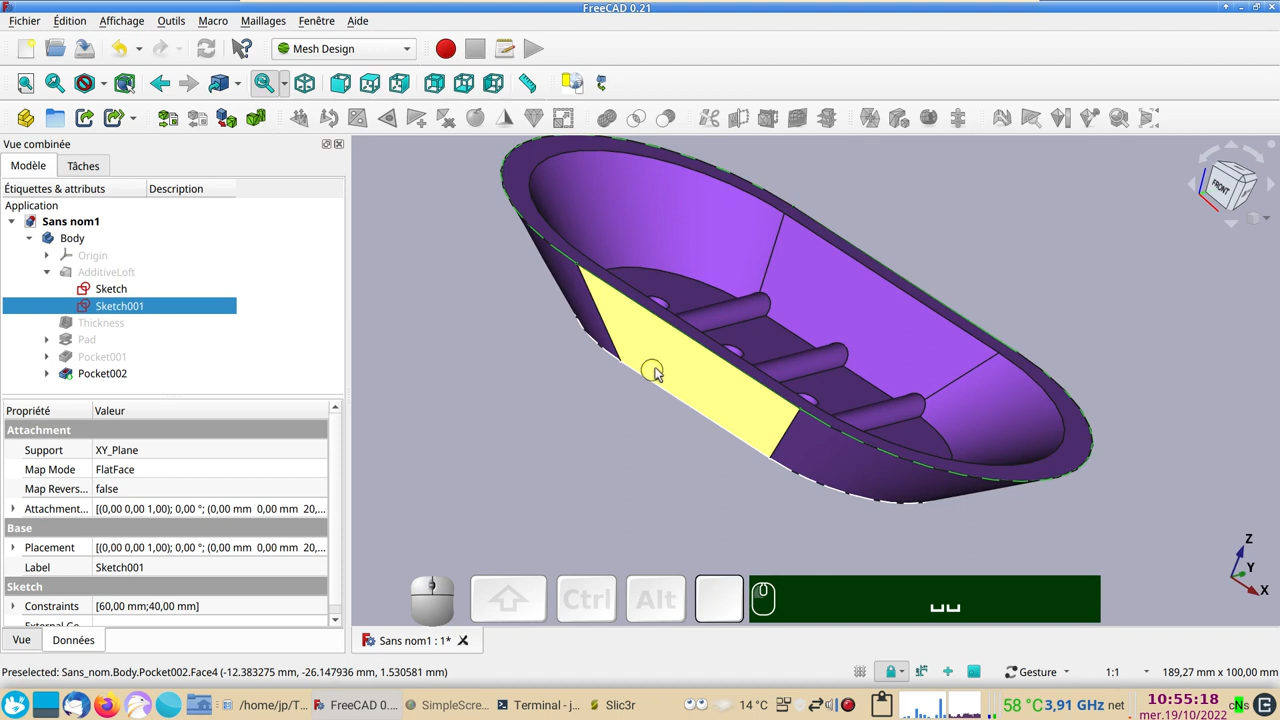 FreeCAD 0.21
Fichier Édition Affichage Outils Macro Maillages Fenêtre Aide
Mesh Design
Vue combinée
Modèle Tâches
Étiquettes & attributs Description
Application
Sans nom1
Body
Origin
AdditiveLoft
Sketch
Sketch001
Thickness
Pad
Pocket001
Pocket002
Propriété Valeur
Attachment
Support XY_Plane
Map Mode FlatFace
Map Revers... false
Attachment... [(0,00 0,00 1,00); 0,00 °; (0,00 mm 0,00 mm 20,...
Base
Placement [(0,00 0,00 1,00); 0,00 °; (0,00 mm 0,00 mm 20,...
Label Sketch001
Sketch
Constraints [60,00 mm;40,00 mm]
Vue Données
FRONT
Z
Y
X
Ctrl Alt
Sans nom1 : 1*
Preselected: Sans_nom.Body.Pocket002.Face4 (-12.383275 mm, -26.147936 mm, 1.530581 mm)
Gesture 1:1 189,27 mm x 100,00 mm
/home/jp/T... FreeCAD 0.... SimpleScre... Terminal - j... Slic3r
14 °C
58 °C 3,91 GHz net
10:55:18
mer.19/10/2022